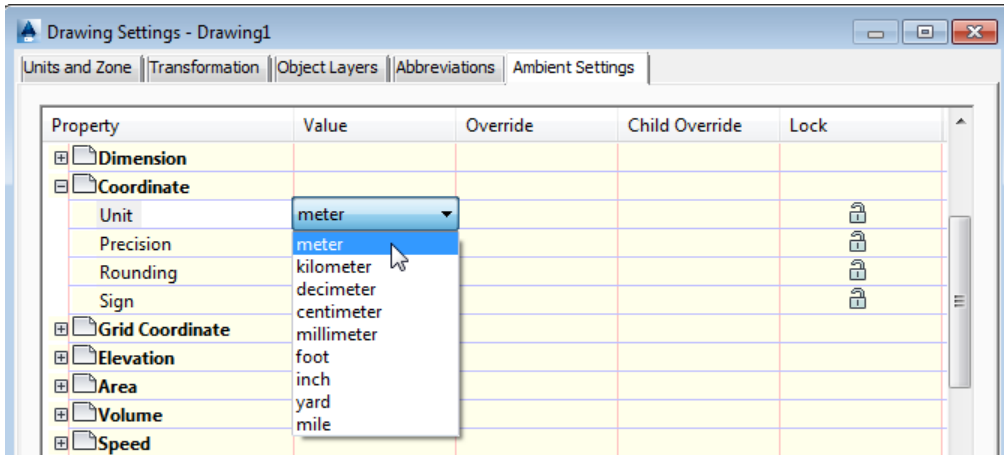 Drawing Settings - Drawing1
Units and Zone Transformation Object Layers Abbreviations Ambient Settings
Property Value Override Child Override Lock
Dimension
Coordinate
Unit meter
Precision meter
kilometer
Rounding
decimeter
Sign centimeter
Grid Coordinate millimeter
Elevation foot
Area inch
Volume yard
mile
Speed